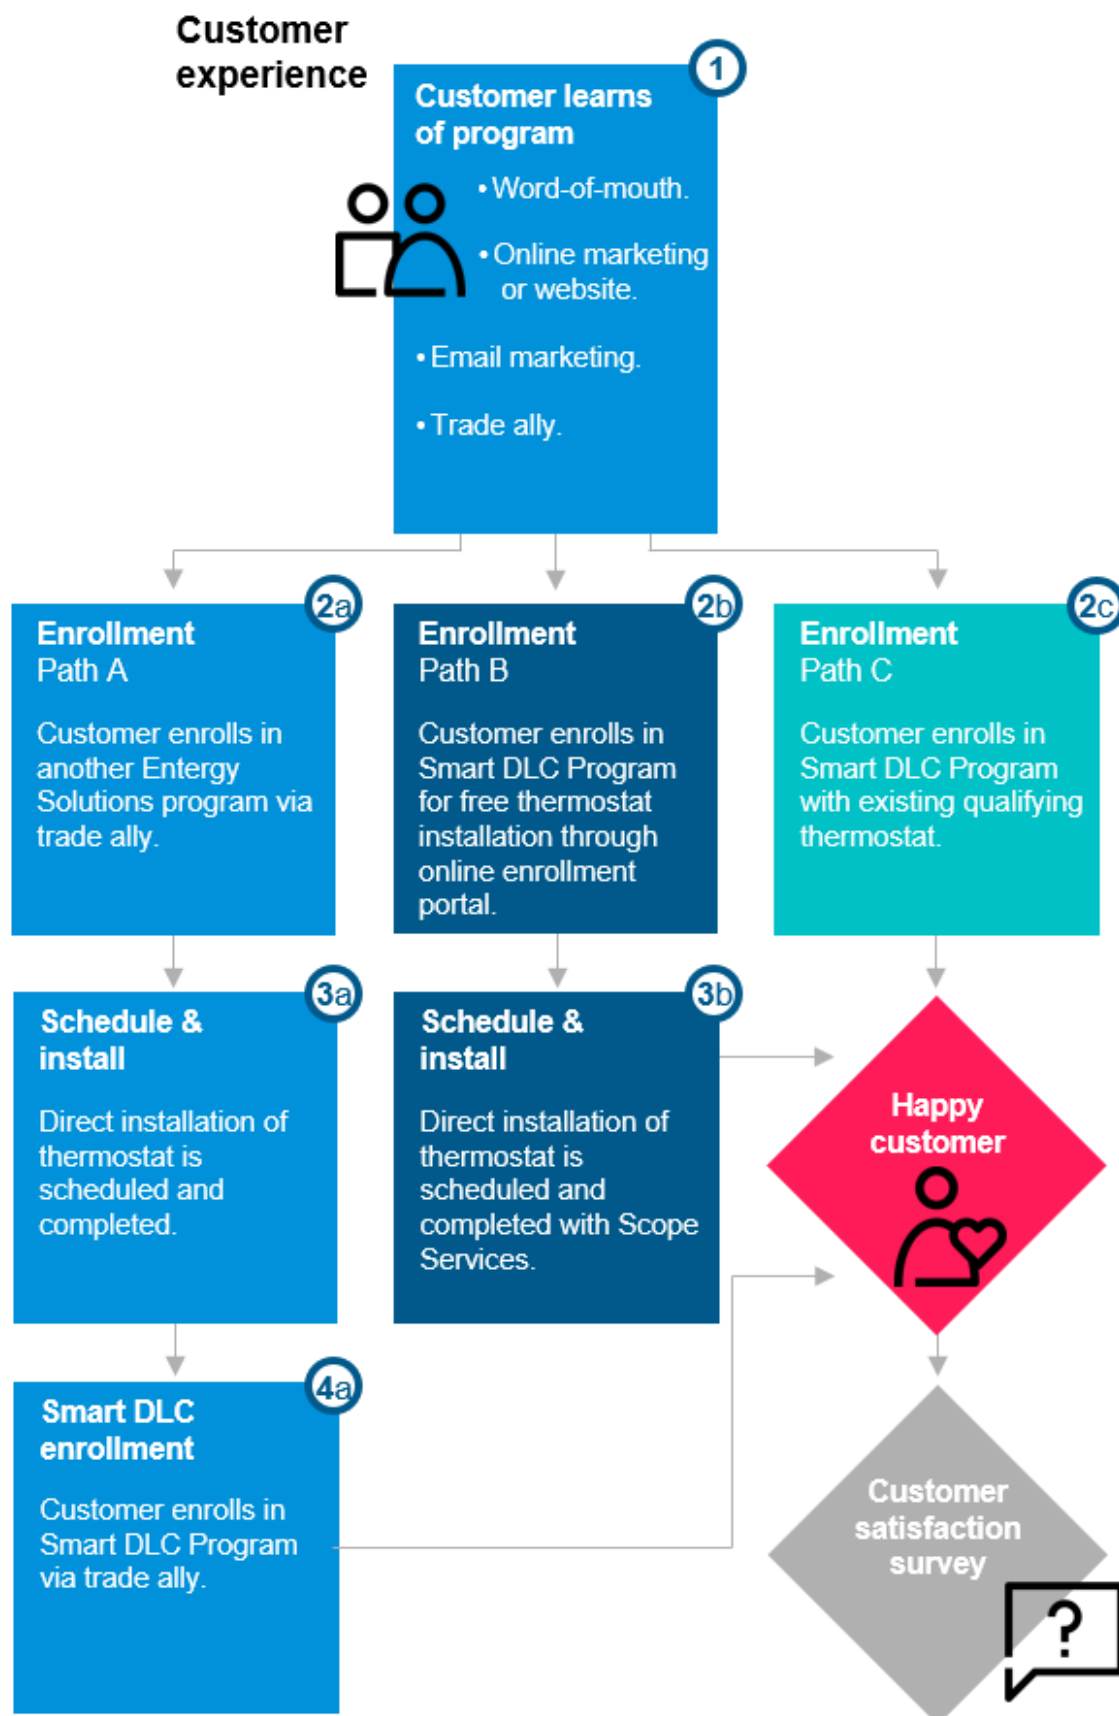 Customer
experience
1
Customer learns
of program
• Word-of-mouth.
• Online marketing
or website.
• Email marketing.
• Trade ally.
2a
Enrollment
Path A
Customer enrolls in
another Entergy
Solutions program via
trade ally.
2b
Enrollment
Path B
Customer enrolls in
Smart DLC Program
for free thermostat
installation through
online enrollment
portal.
2c
Enrollment
Path C
Customer enrolls in
Smart DLC Program
with existing qualifying
thermostat.
3a
Schedule &
install
Direct installation of
thermostat is
scheduled and
completed.
3b
Schedule &
install
Direct installation of
thermostat is
scheduled and
completed with Scope
Services.
Happy
customer
4a
Smart DLC
enrollment
Customer enrolls in
Smart DLC Program
via trade ally.
Customer
satisfaction
survey
?